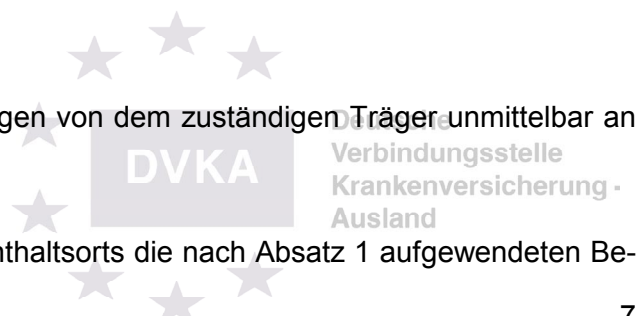 gen von dem zuständigen Träger unmittelbar an
Deutsche
DVKA
Verbindungsstelle
Krankenversicherung -
Ausland
nthaltsorts die nach Absatz 1 aufgewendeten Be-
7